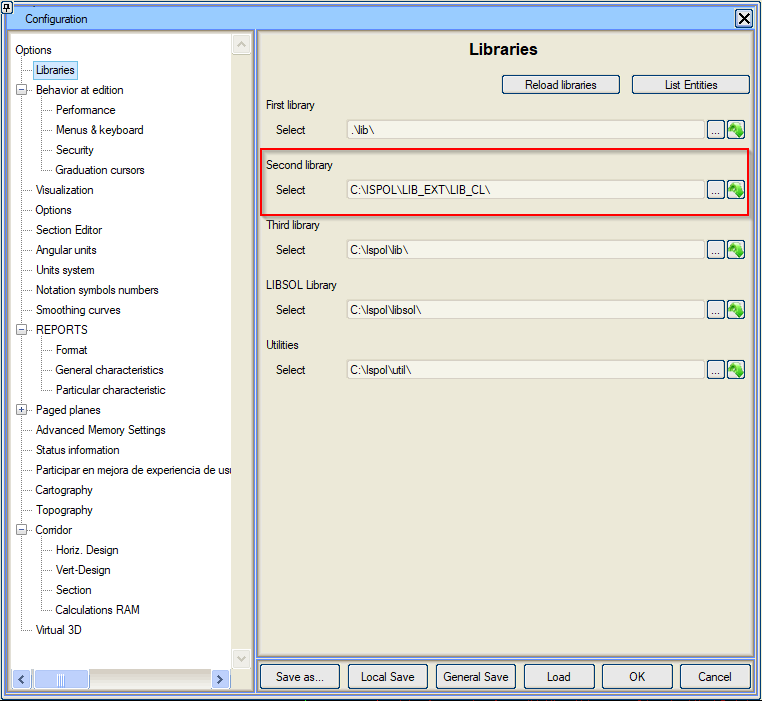 Configuration
Options
Libraries
Behavior at edition
Performance
Menus & keyboard
Security
Graduation cursors
Visualization
Options
Section Editor
Angular units
Units system
Notation symbols numbers
Smoothing curves
REPORTS
Format
General characteristics
Particular characteristic
Paged planes
Advanced Memory Settings
Status information
Participar en mejora de experiencia de usu
Cartography
Topography
Corridor
Horiz. Design
Vert-Design
Section
Calculations RAM
Virtual 3D
Libraries
Reload libraries List Entities
First library
Select .\lib\ ...
Second library
Select C:\ISPOL\LIB_EXT\LIB_CL\ ...
Third library
Select C:\Ispol\lib\ ...
LIBSOL Library
Select C:\Ispol\libsol\ ...
Utilities
Select C:\Ispol\util\ ...
Save as... Local Save General Save Load OK Cancel